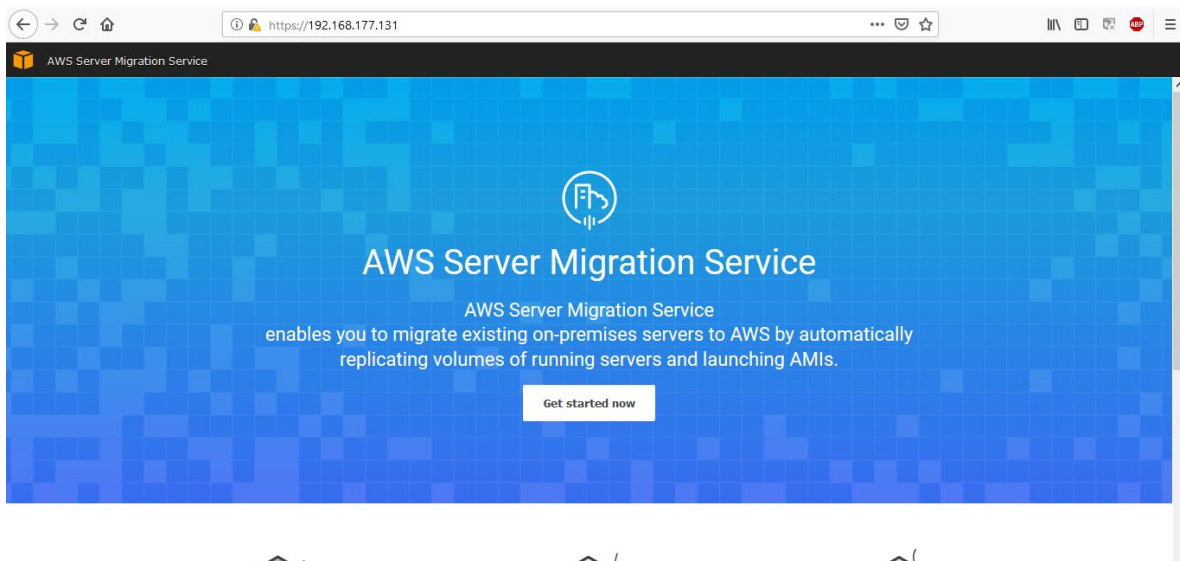 https://192.168.177.131
ABP
AWS Server Migration Service
AWS Server Migration Service
AWS Server Migration Service
enables you to migrate existing on-premises servers to AWS by automatically
replicating volumes of running servers and launching AMIs.
Get started now